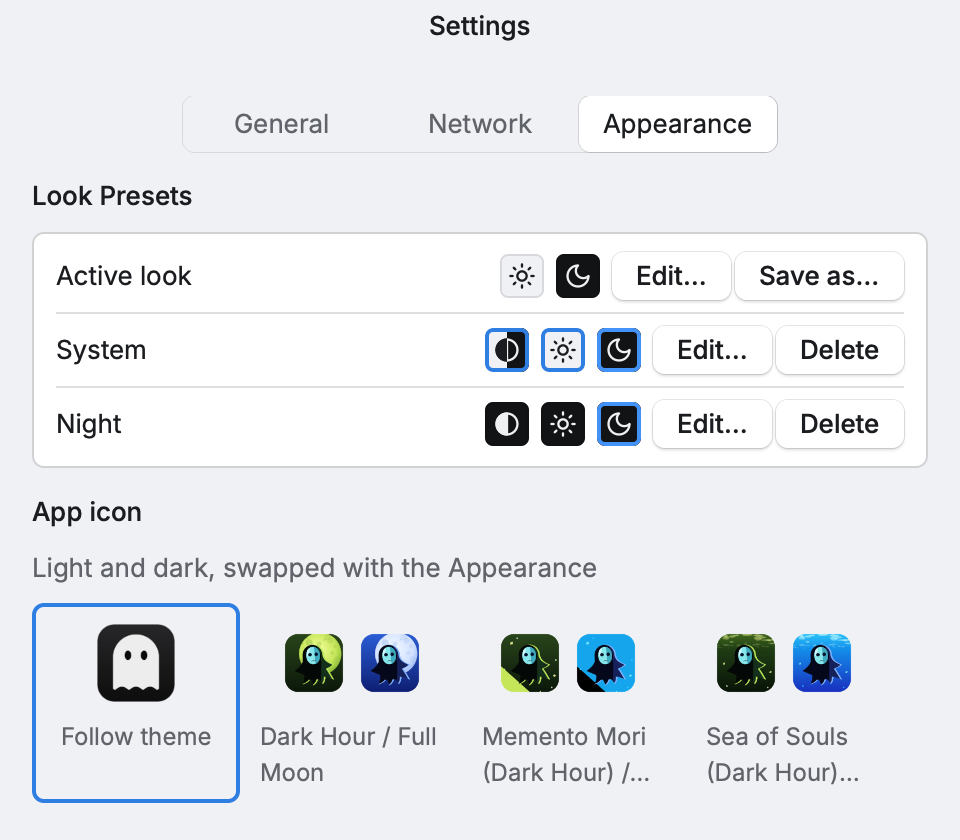 Settings
General Network Appearance
Look Presets
Active look Edit... Save as...
System Edit... Delete
Night Edit... Delete
App icon
Light and dark, swapped with the Appearance
Follow theme
Dark Hour / Full
Moon
Memento Mori
(Dark Hour) /...
Sea of Souls
(Dark Hour)...